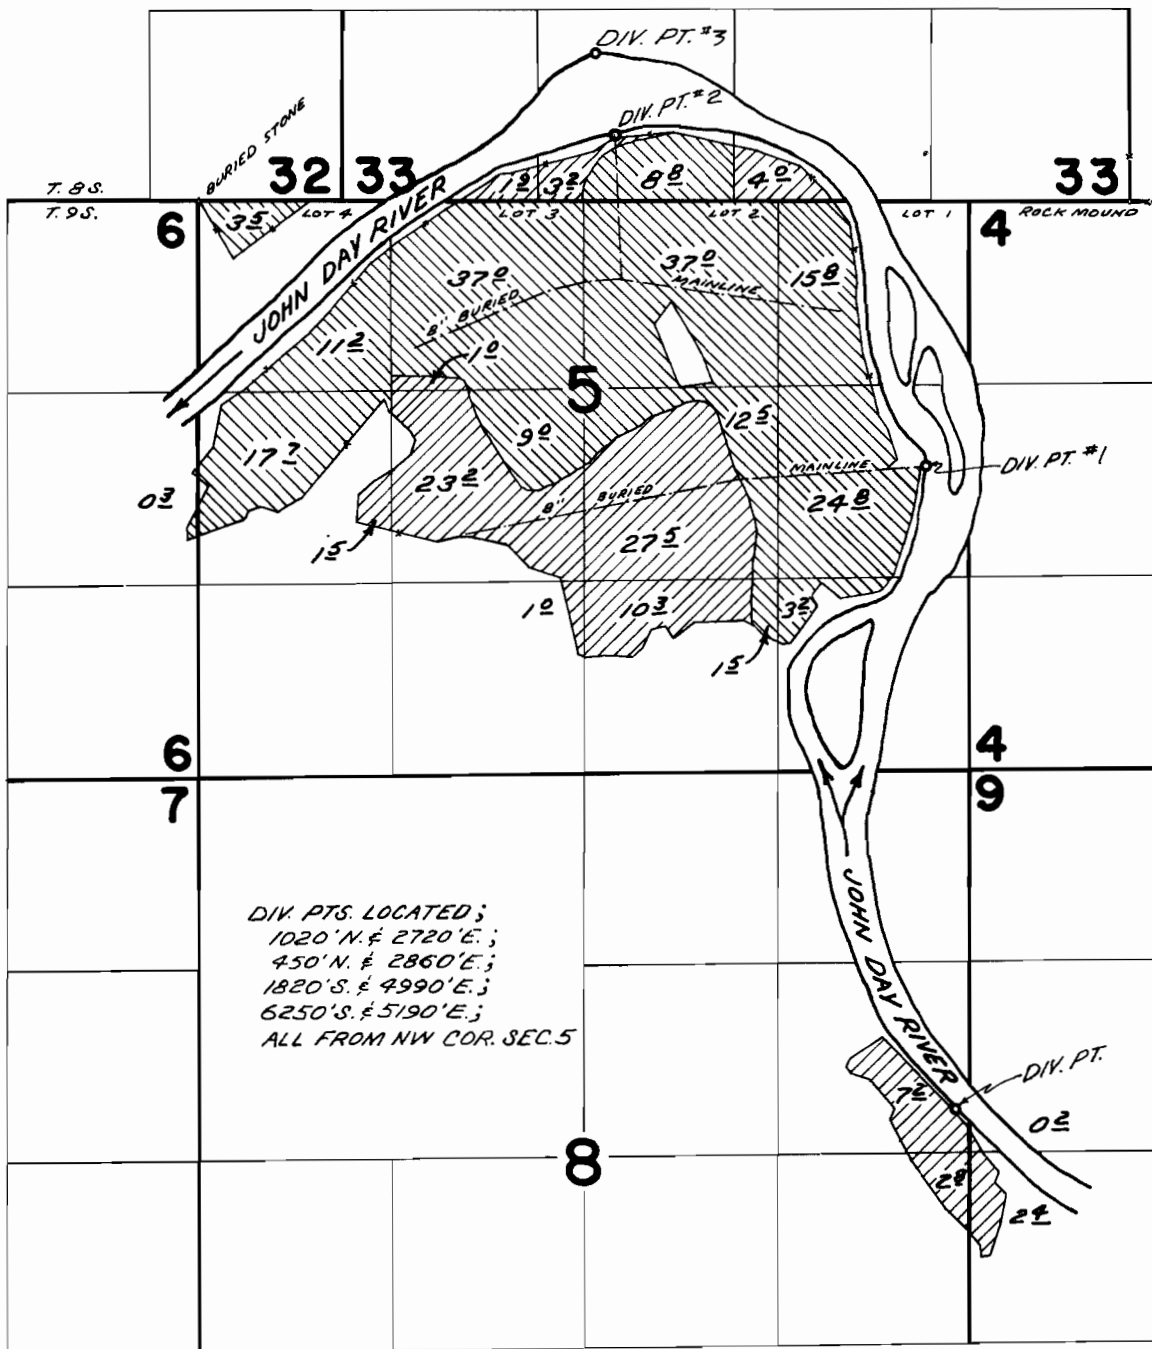 DIV. PT. #3
DIV. PT. #2
BURIED STONE
32 33 33
T. 8 S.
T. 9 S.
1 9
3 2
8 8
4 0
6
3 5
LOT 4
LOT 3
LOT 2
LOT 1
4
ROCK MOUND
JOHN DAY RIVER
37 0
37 0
15 8
MAINLINE
8" BURIED
11 2
1 0
5
9 0
12 5
17 7
23 2
0 3
MAINLINE
DIV. PT. #1
8" BURIED
24 8
27 5
1 5
1 0
10 3
3 2
1 5
6
4
7
9
JOHN DAY RIVER
DIV. PTS. LOCATED;
1020' N. & 2720' E.;
450' N. & 2860' E.;
1820' S. & 4990' E.;
6250' S. & 5190' E.;
ALL FROM NW COR. SEC. 5
DIV. PT.
0 2
8
2 4